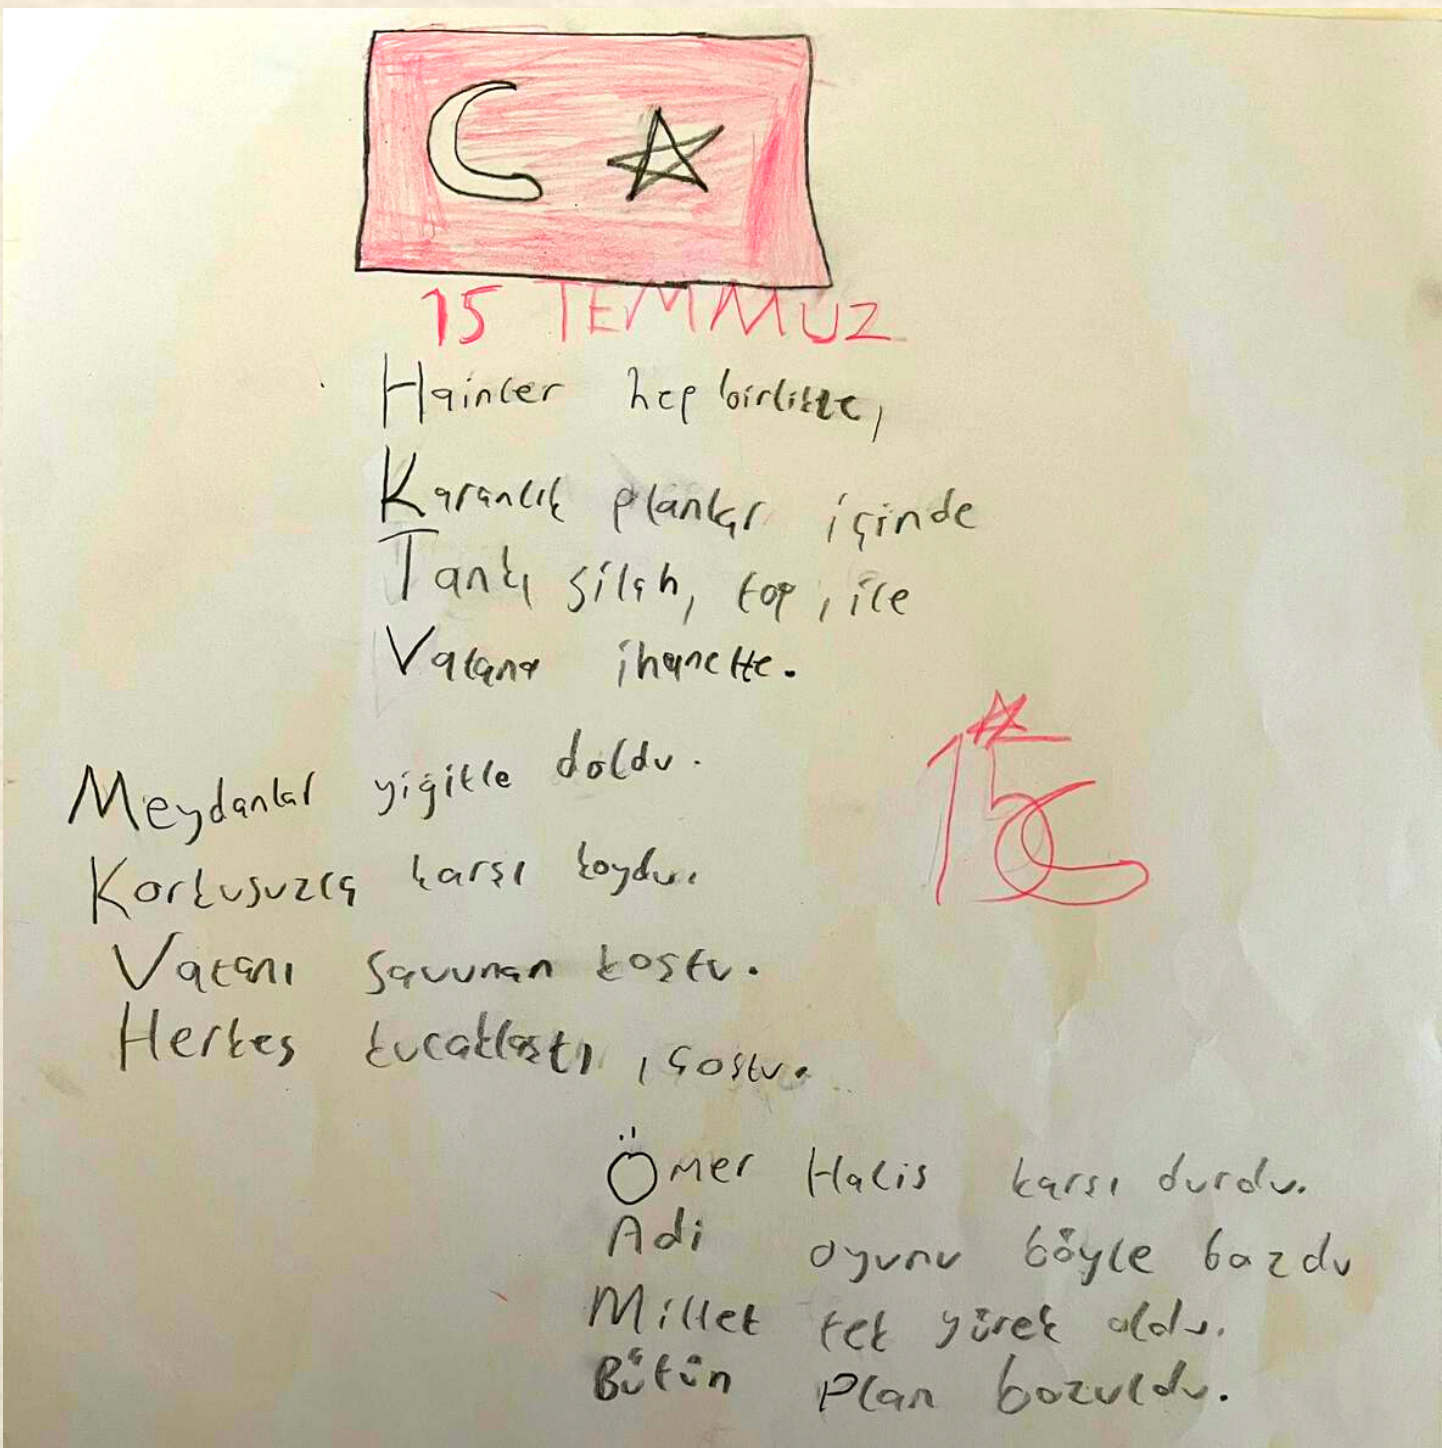 15 TEMMUZ
Hainler hep birlikte,
Karanlık planlar içinde
Tank, silah, top, ile
Vatana ihanette.
Meydanlar yiğitle doldu.
Korkusuzca karşı koydu.
15
Vatanı savunan koştu.
Herkes kucaklaştı, çoştu.
Ömer Halis karşı durdu.
Adi oyunu böyle bozdu
Millet tek yürek oldu.
Bütün plan bozuldu.